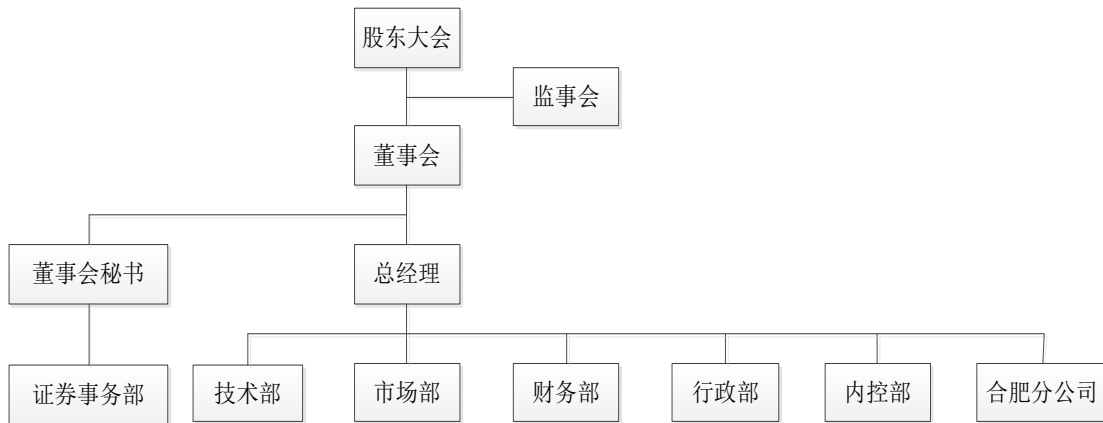 股东大会
监事会
董事会
董事会秘书
总经理
证券事务部
技术部
市场部
财务部
行政部
内控部
合肥分公司